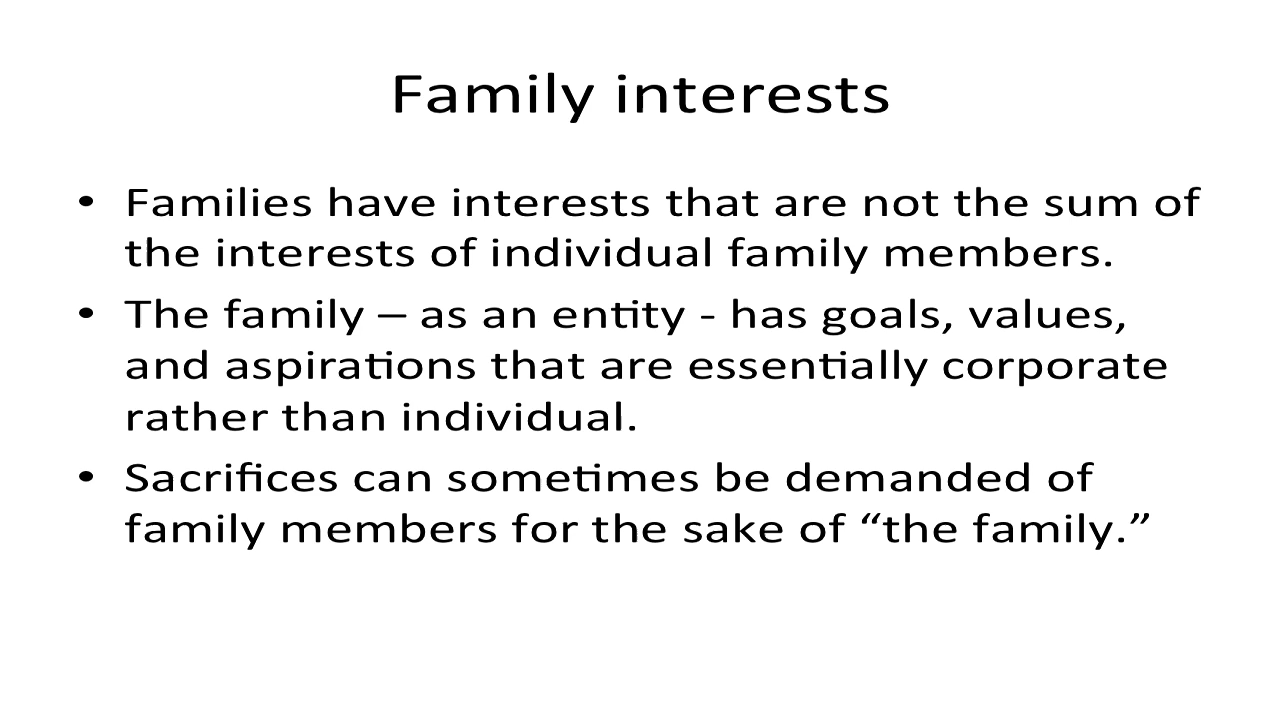 Family interests
• Families have interests that are not the sum of
the interests of individual family members.
• The family – as an entity - has goals, values,
and aspirations that are essentially corporate
rather than individual.
• Sacrifices can sometimes be demanded of
family members for the sake of “the family.”